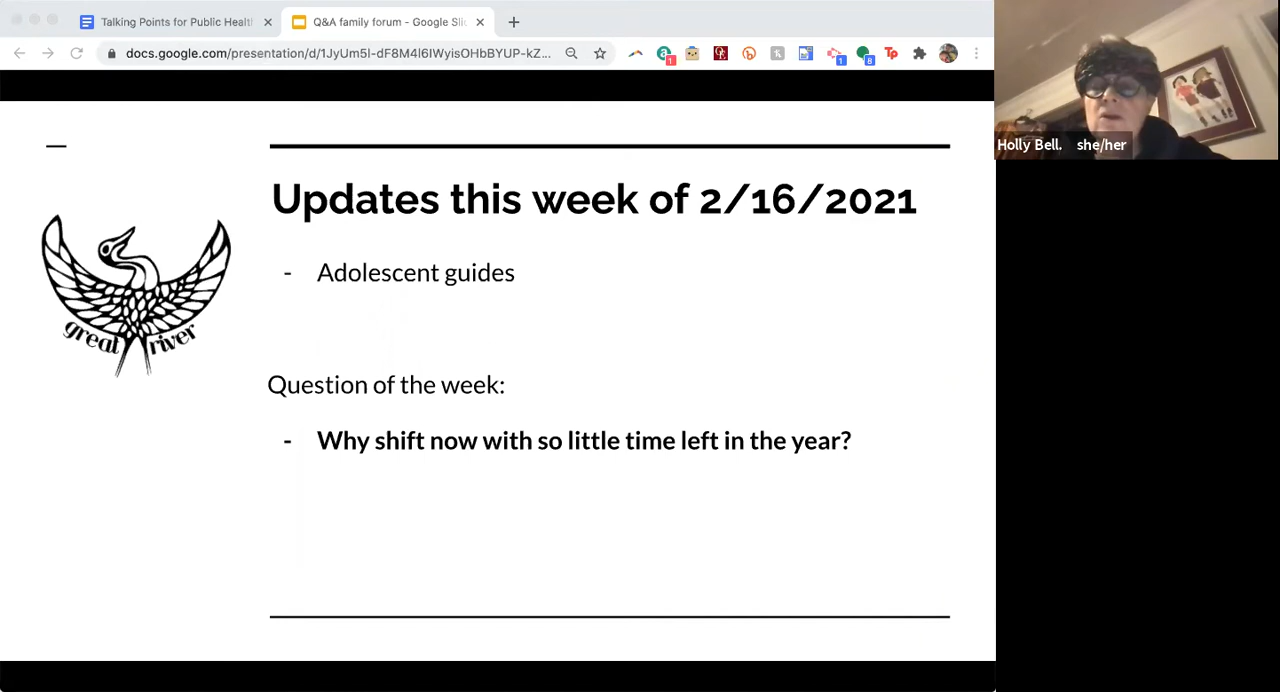 Talking Points for Public Healt
Q&A family forum - Google Sli
docs.google.com/presentation/d/1JyUm5I-dF8M4l6IWyisOHbBYUP-kZ...
Holly Bell. she/her
Updates this week of 2/16/2021
- Adolescent guides
great river
Question of the week:
- Why shift now with so little time left in the year?